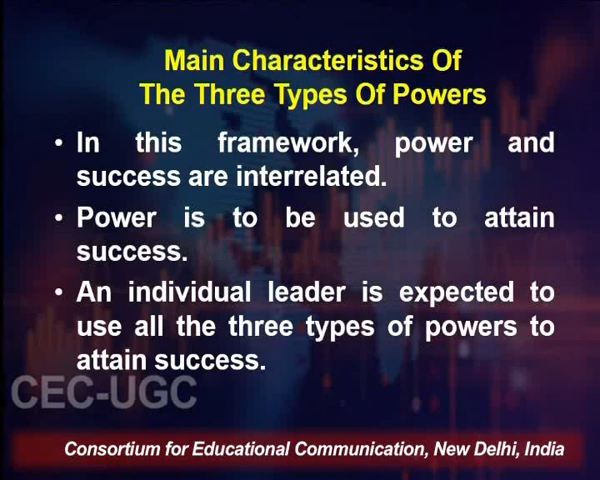 Main Characteristics Of
The Three Types Of Powers
• In this framework, power and
success are interrelated.
• Power is to be used to attain
success.
• An individual leader is expected to
use all the three types of powers to
attain success.
CEC-UGC
Consortium for Educational Communication, New Delhi, India